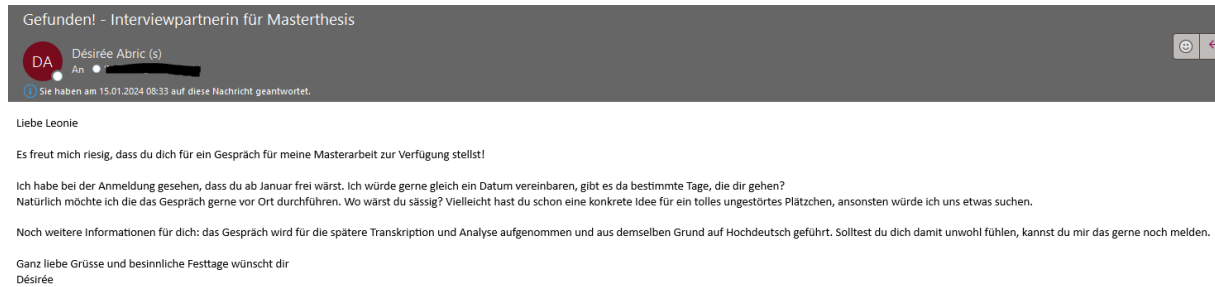 Gefunden! - Interviewpartnerin für Masterthesis
DA
Désirée Abric (s)
An
Sie haben am 15.01.2024 08:33 auf diese Nachricht geantwortet.
Liebe Leonie
Es freut mich riesig, dass du dich für ein Gespräch für meine Masterarbeit zur Verfügung stellst!
Ich habe bei der Anmeldung gesehen, dass du ab Januar frei wärst. Ich würde gerne gleich ein Datum vereinbaren, gibt es da bestimmte Tage, die dir gehen?
Natürlich möchte ich die das Gespräch gerne vor Ort durchführen. Wo wärst du sässig? Vielleicht hast du schon eine konkrete Idee für ein tolles ungestörtes Plätzchen, ansonsten würde ich uns etwas suchen.
Noch weitere Informationen für dich: das Gespräch wird für die spätere Transkription und Analyse aufgenommen und aus demselben Grund auf Hochdeutsch geführt. Solltest du dich damit unwohl fühlen, kannst du mir das gerne noch melden.
Ganz liebe Grüsse und besinnliche Festtage wünscht dir
Désirée